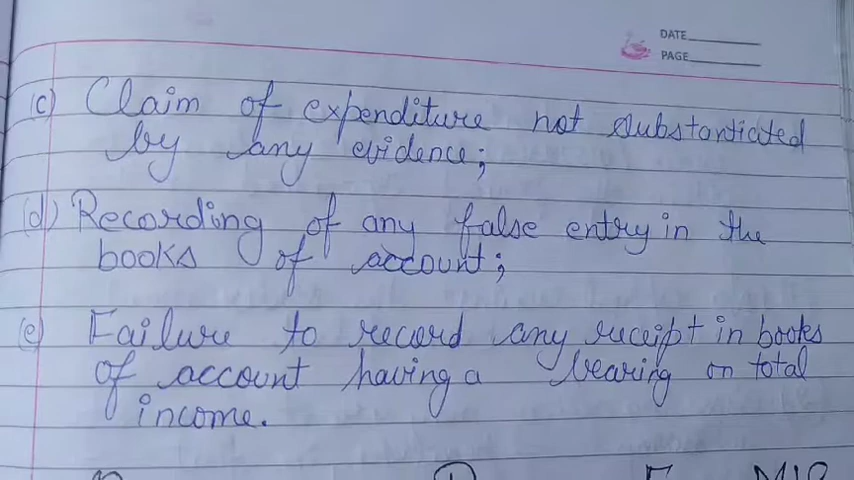 DATE
PAGE
(c) Claim of expenditure not substanticated
by any evidence;
(d) Recording of any false entry in the
books of account;
(e) Failure to record any receipt in books
of account having a bearing on total
income.